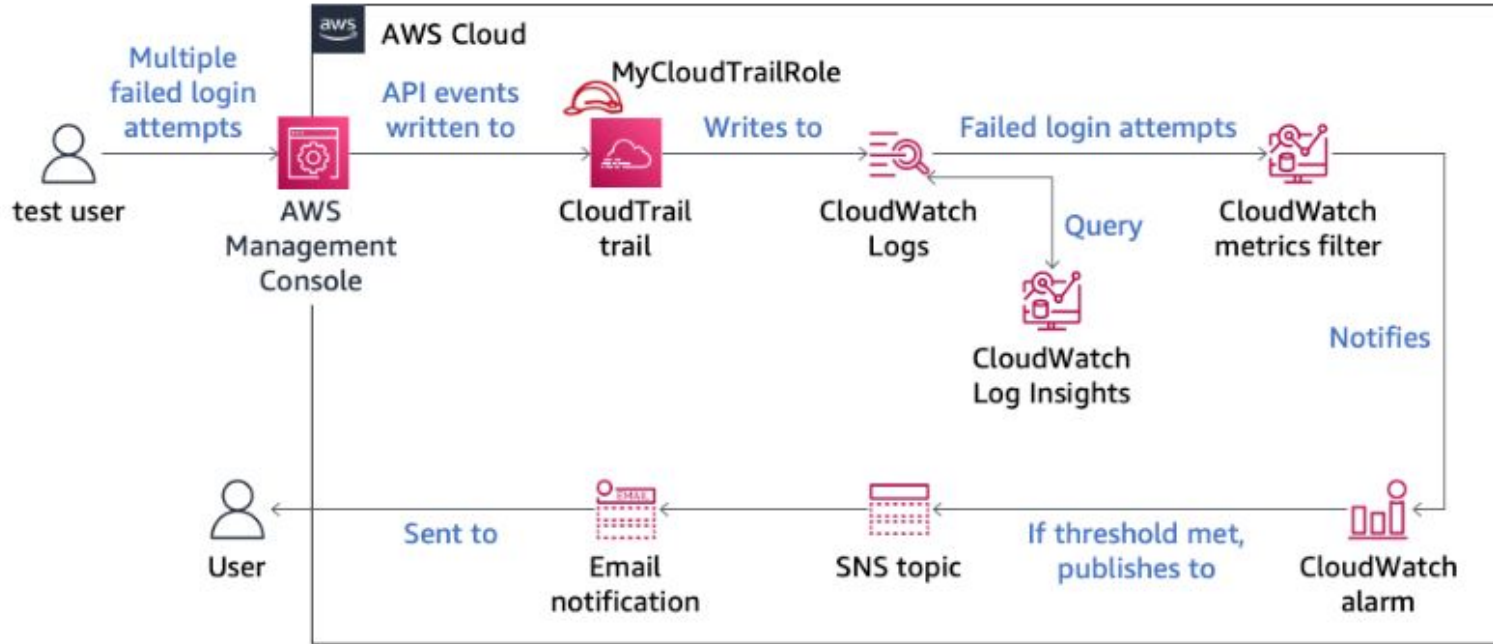 aws
AWS Cloud
Multiple
failed login
attempts
API events
written to
MyCloudTrailRole
Writes to
Failed login attempts
test user
AWS
Management
Console
CloudTrail
trail
CloudWatch
Logs
Query
CloudWatch
metrics filter
CloudWatch
Log Insights
Notifies
User
Sent to
EMAIL
Email
notification
SNS topic
If threshold met,
publishes to
CloudWatch
alarm